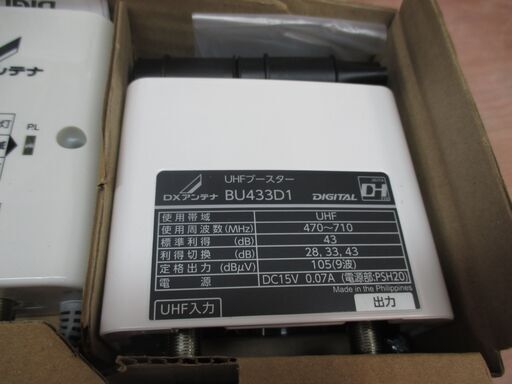 DIGITAL
アンテナ
灯
PL
UHFブースター
DXアンテナ BU433D1 DIGITAL DH
使用帯域 UHF
使用周波数(MHz) 470〜710
標準利得 (dB) 43
利得切換 (dB) 28, 33, 43
定格出力 (dBμV) 105(9波)
電源 DC15V 0.07A (電源部:PSH20)
Made in the Philippines
UHF入力
出力